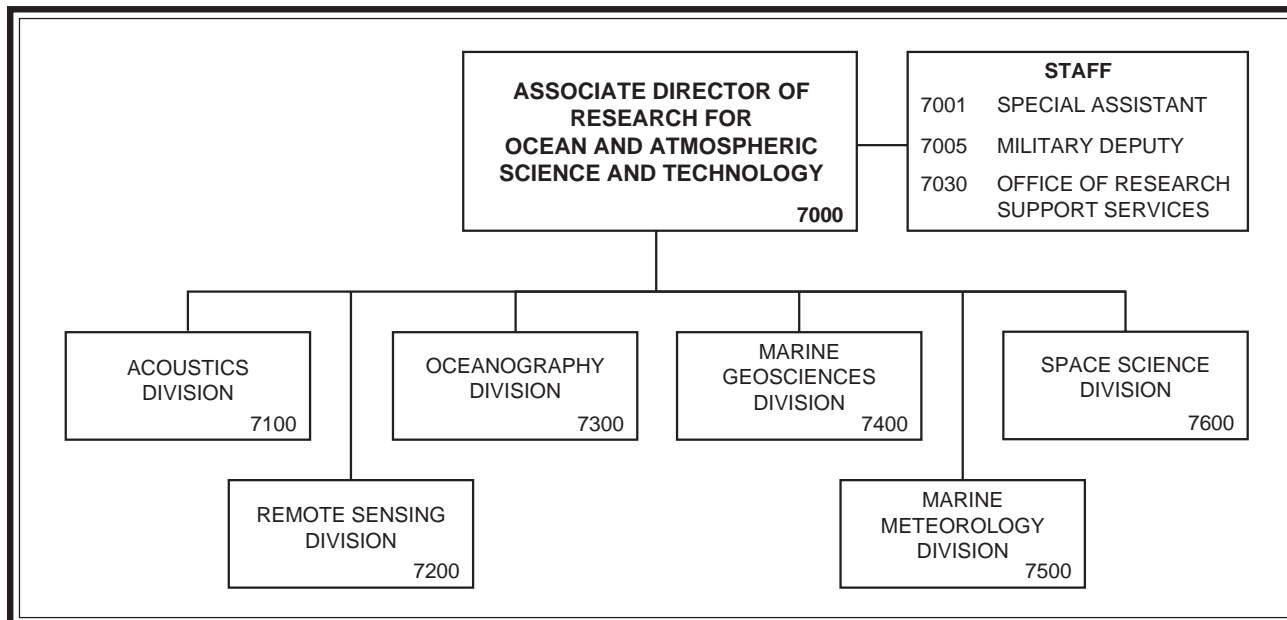 ASSOCIATE DIRECTOR OF
RESEARCH FOR
OCEAN AND ATMOSPHERIC
SCIENCE AND TECHNOLOGY
7000
STAFF
7001 SPECIAL ASSISTANT
7005 MILITARY DEPUTY
7030 OFFICE OF RESEARCH
SUPPORT SERVICES
ACOUSTICS
DIVISION
7100
OCEANOGRAPHY
DIVISION
7300
MARINE
GEOSCIENCES
DIVISION
7400
SPACE SCIENCE
DIVISION
7600
REMOTE SENSING
DIVISION
7200
MARINE
METEOROLOGY
DIVISION
7500